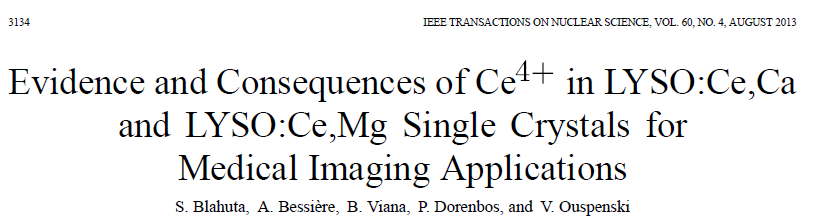 3134
IEEE TRANSACTIONS ON NUCLEAR SCIENCE, VOL. 60, NO. 4, AUGUST 2013
Evidence and Consequences of Ce⁴⁺ in LYSO:Ce,Ca
and LYSO:Ce,Mg Single Crystals for
Medical Imaging Applications
S. Blahuta, A. Bessière, B. Viana, P. Dorenbos, and V. Ouspenski